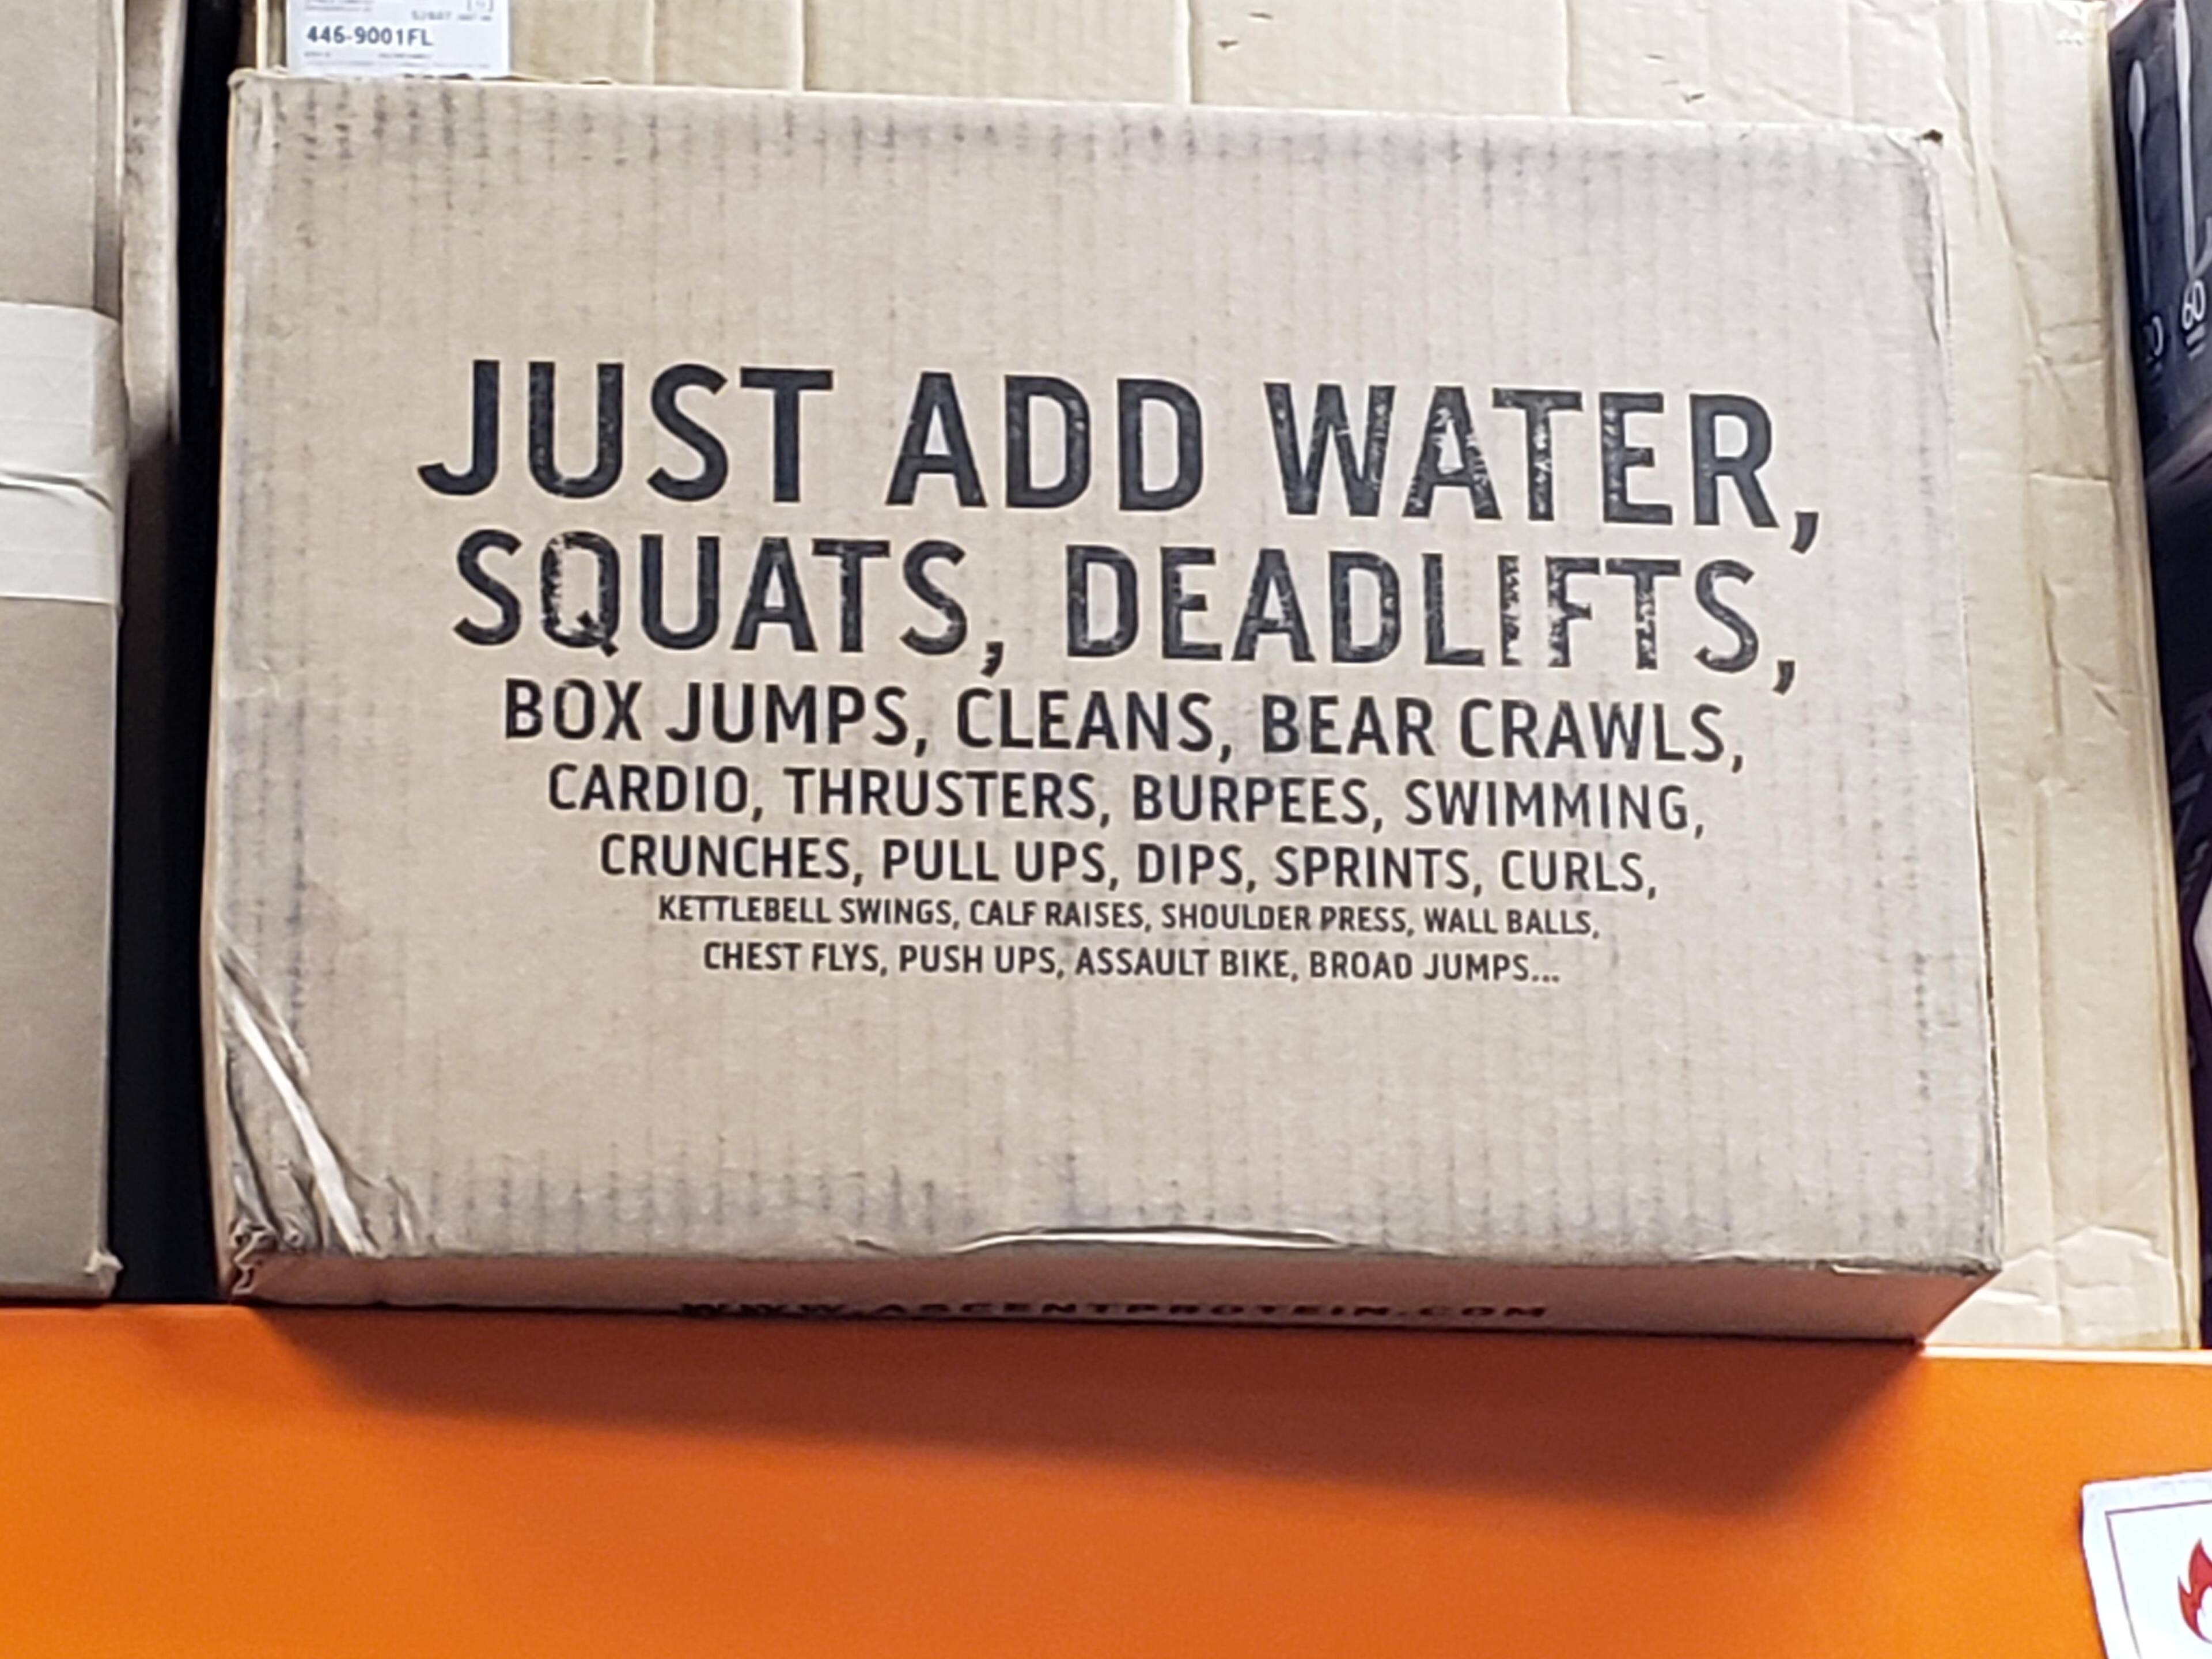 446-9001FL
JUST ADD WATER,
SQUATS, DEADLIFTS,
BOX JUMPS, CLEANS, BEAR CRAWLS,
CARDIO, THRUSTERS, BURPEES, SWIMMING,
CRUNCHES, PULL UPS, DIPS, SPRINTS, CURLS,
KETTLEBELL SWINGS, CALF RAISES, SHOULDER PRESS, WALL BALLS,
CHEST FLYS, PUSH UPS, ASSAULT BIKE, BROAD JUMPS...
WWW.ASCENTPROTEIN.COM
60